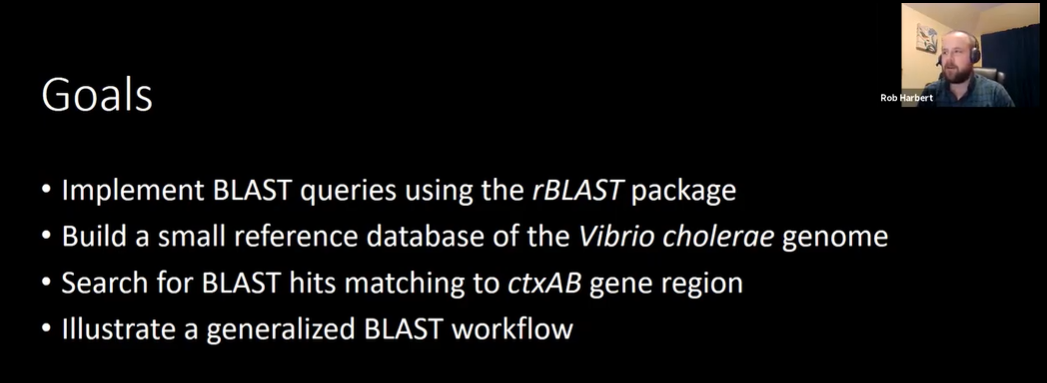 Goals
Rob Harbert
• Implement BLAST queries using the rBLAST package
• Build a small reference database of the Vibrio cholerae genome
• Search for BLAST hits matching to ctxAB gene region
• Illustrate a generalized BLAST workflow